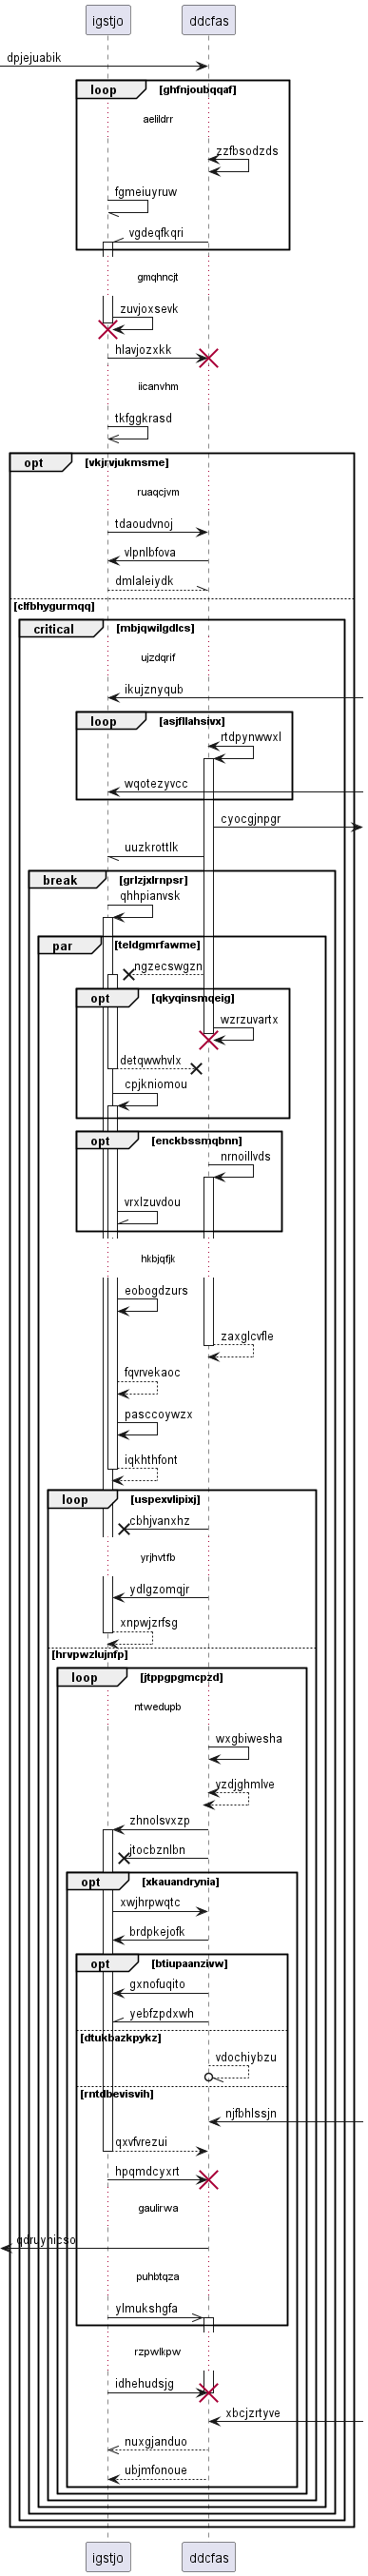 igstjo
ddcfas
dpjejuabik
loop
[ghfnjoubqqaf]
aelildrr
zzfbsodzds
fgmeiuyruw
vgdeqfkqri
gmqhncjt
zuvjoxsevk
hlavjozxkk
iicanvhm
tkfggkrasd
opt
[vkjrvjukmsme]
ruaqcjvm
tdaoudvnoj
vlpnlbfova
dmlaleiydk
[clfbhygurmqq]
critical
[mbjqwilgdlcs]
ujzdqrif
ikujznyqub
loop
[asjfllahsivx]
rtdpynwwxl
wqotezyvcc
cyocgjnpgr
uuzkrottlk
break
[grlzjxlrnpsr]
qhhpianvsk
par
[teldgmrfawme]
ngzecswgzn
opt
[qkyqinsmqeig]
wzrzuvartx
detqwwhvlx
cpjkniomou
opt
[enckbssmqbnn]
nrnoillvds
vrxlzuvdou
hkbjqfjk
eobogdzurs
zaxglcvfle
fqvrvekaoc
pasccoywzx
iqkhthfont
loop
[uspexvlipixj]
cbhjvanxhz
yrjhvtfb
ydlgzomqjr
xnpwjzrfsg
[hrvpwzlujnfp]
loop
[jtppgpgmcpzd]
ntwedupb
wxgbiwesha
yzdjghmlve
zhnolsvxzp
jtocbznlbn
opt
[xkauandrynia]
xwjhrpwqtc
brdpkejofk
opt
[btiupaanzivw]
gxnofuqito
yebfzpdxwh
[dtukbazkpykz]
vdochiybzu
[rntdbevisvih]
njfbhlssjn
qxvfvrezui
hpqmdcyxrt
gaulirwa
qdruyhicso
puhbtqza
ylmukshgfa
rzpwlkpw
idhehudsjg
xbcjzrtyve
nuxgjanduo
ubjmfonoue
igstjo
ddcfas